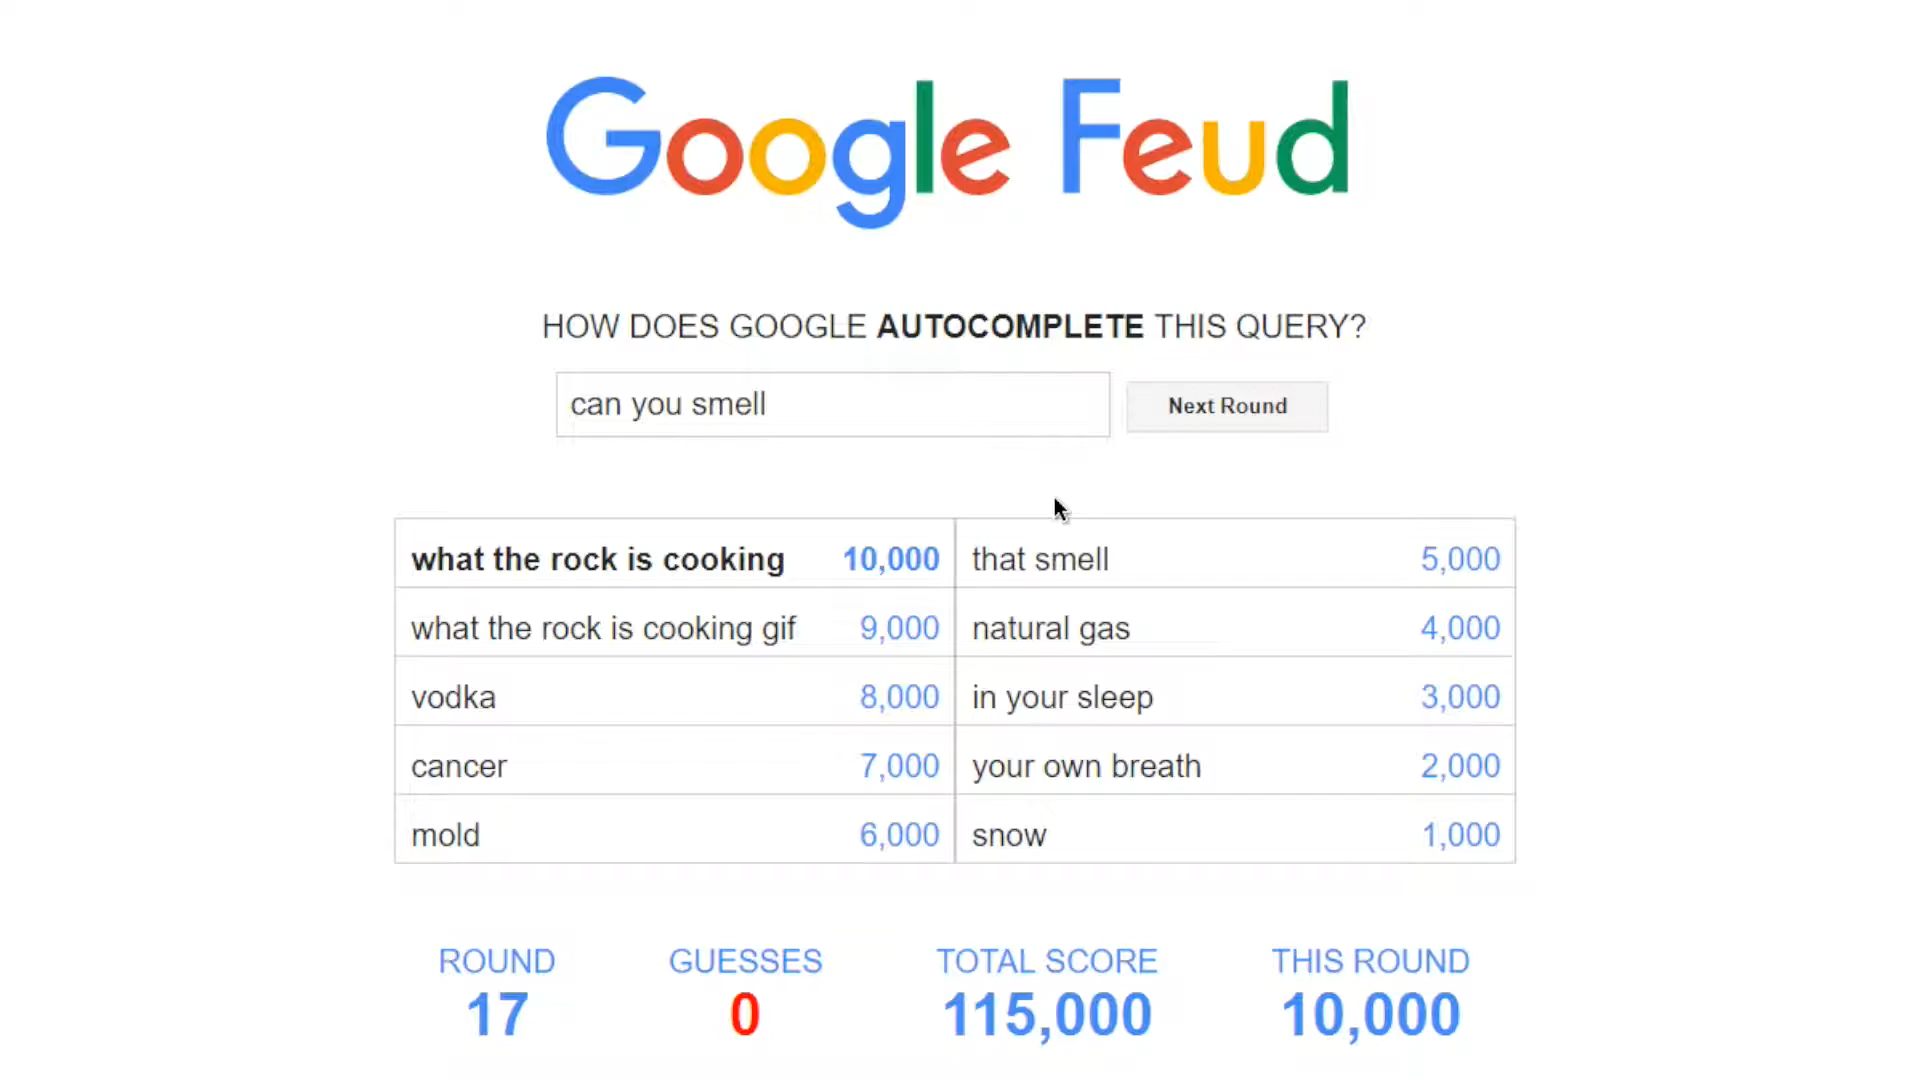 Google Feud
HOW DOES GOOGLE AUTOCOMPLETE THIS QUERY?
can you smell
Next Round
what the rock is cooking 10,000
what the rock is cooking gif 9,000
vodka 8,000
cancer 7,000
mold 6,000
that smell 5,000
natural gas 4,000
in your sleep 3,000
your own breath 2,000
snow 1,000
ROUND
17
GUESSES
0
TOTAL SCORE
115,000
THIS ROUND
10,000